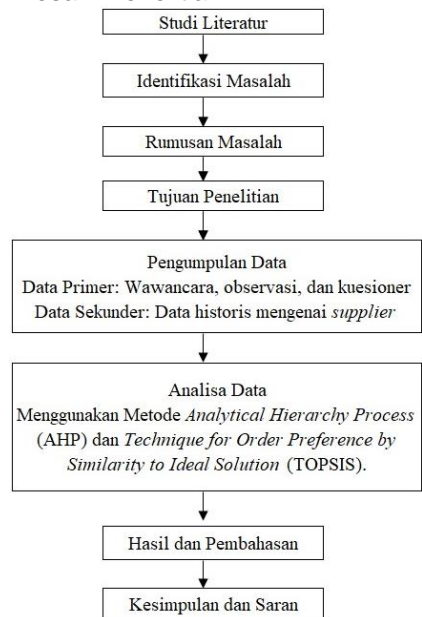 Studi Literatur
Identifikasi Masalah
Rumusan Masalah
Tujuan Penelitian
Pengumpulan Data
Data Primer: Wawancara, observasi, dan kuesioner
Data Sekunder: Data historis mengenai supplier
Analisa Data
Menggunakan Metode Analytical Hierarchy Process
(AHP) dan Technique for Order Preference by
Similarity to Ideal Solution (TOPSIS).
Hasil dan Pembahasan
Kesimpulan dan Saran